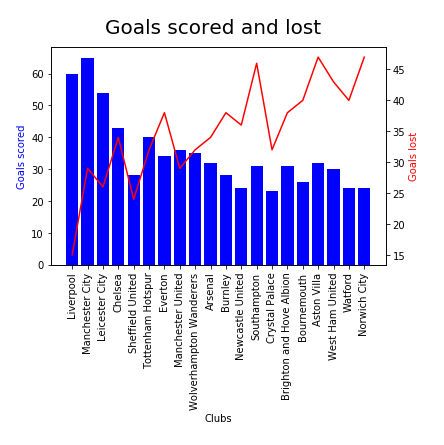 Goals scored and lost
Goals scored
60
50
40
30
20
10
0
45
40
35
30
25
20
15
Goals lost
Liverpool
Manchester City
Leicester City
Chelsea
Sheffield United
Tottenham Hotspur
Everton
Manchester United
Wolverhampton Wanderers
Arsenal
Burnley
Newcastle United
Southampton
Crystal Palace
Brighton and Hove Albion
Bournemouth
Aston Villa
West Ham United
Watford
Norwich City
Clubs